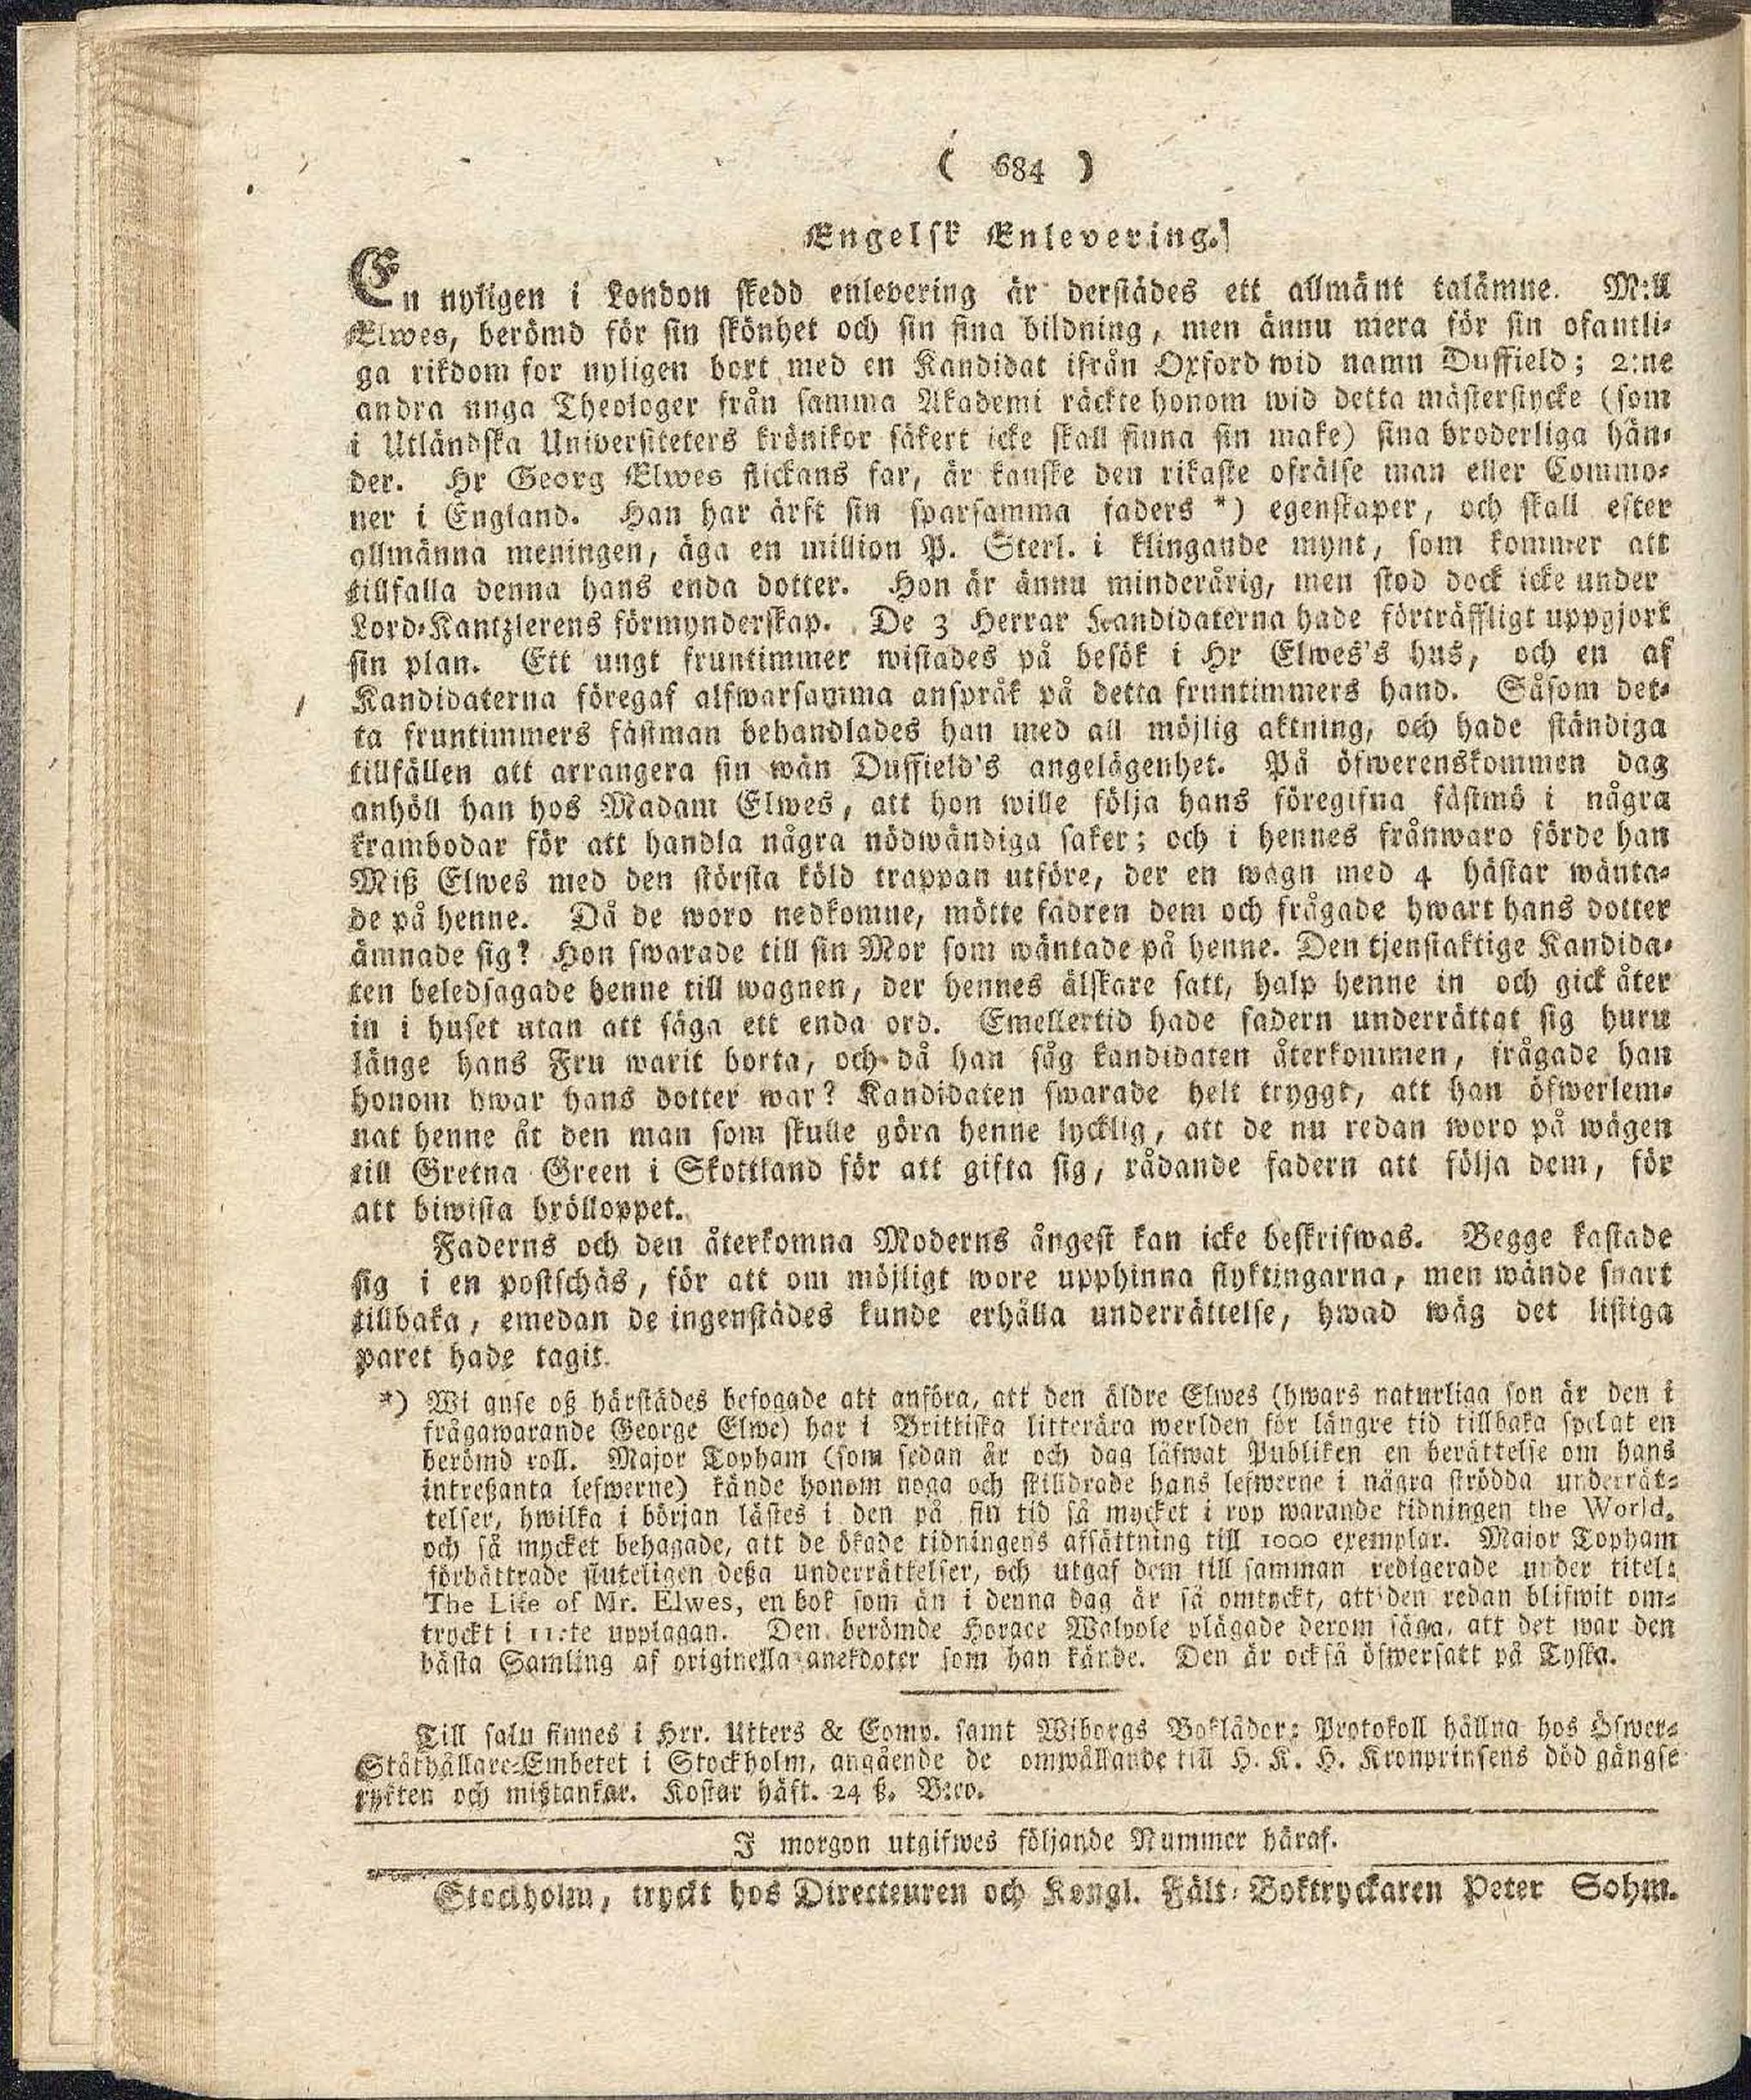 ( 684 )
Engelsk Enlevering.
En nyligen i London skedd enlevering är derstädes ett allmänt talämne. M:ll
Elwes, berömd för sin skönhet och sin fina bildning, men ännu mera för sin ofantli-
ga rikdom for nyligen bort med en Kandidat ifrån Oxford wid namn Duffield; 2:ne
andra unga Theologer från samma Akademi räckte honom wid detta mästerstycke (som
i Utländska Universiteters krönikor säkert icke skall finna sin make) sina broderliga hän-
der. Hr Georg Elwes flickans far, är kanske den rikaste ofrälse man eller Commo-
ner i England. Han har ärft sin sparsamma faders *) egenskaper, och skall efter
allmänna meningen, äga en million P. Sterl. i klingande mynt, som kommer att
tillfalla denna hans enda dotter. Hon är ännu minderårig, men stod dock icke under
Lord-Kantzlerens förmynderskap. De 3 Herrar Kandidaterna hade förträffligt uppgjort
sin plan. Ett ungt fruntimmer wistades på besök i Hr Elwes's hus, och en af
Kandidaterna föregaf alfwarsamma anspråk på detta fruntimmers hand. Såsom det-
ta fruntimmers fästman behandlades han med all möjlig aktning, och hade ständiga
tillfällen att arrangera sin wän Duffield's angelägenhet. På öfwerenskommen dag
anhöll han hos Madam Elwes, att hon wille följa hans föregifna fästmö i några
krambodar för att handla några nödwändiga saker; och i hennes frånwaro förde han
Miß Elwes med den största köld trappan utföre, der en wagn med 4 hästar wänta-
de på henne. Då de woro nedkomne, mötte fadren dem och frågade hwart hans dotter
ämnade sig? Hon swarade till sin Mor som wäntade på henne. Den tjenstaktige Kandida-
ten beledsagade henne till wagnen, der hennes älskare satt, halp henne in och gick åter
in i huset utan att säga ett enda ord. Emellertid hade fadern underrättat sig huru
länge hans Fru warit borta, och då han såg kandidaten återkommen, frågade han
honom hwar hans dotter war? Kandidaten swarade helt tryggt, att han öfwerlem-
nat henne åt den man som skulle göra henne lycklig, att de nu redan woro på wägen
till Gretna Green i Skottland för att gifta sig, rådande fadern att följa dem, för
att biwista brölloppet.
Faderns och den återkomna Moderns ångest kan icke beskrifwas. Begge kastade
sig i en postschäs, för att om möjligt wore upphinna flyktingarna, men wände snart
tillbaka, emedan de ingenstädes kunde erhålla underrättelse, hwad wäg det listiga
paret hade tagit.
*) Wi anse oß härstädes befogade att anföra, att den äldre Elwes (hwars naturliga son är den i
frågawarande George Elwe) har i Brittiska litterära werlden för längre tid tillbaka spelat en
berömd roll. Major Topham (som sedan år och dag läfwat Publiken en berättelse om hans
intreßanta lefwerne) kände honom noga och skilldrade hans lefwerne i några strödda underrät-
telser, hwilka i början lästes i den på sin tid så mycket i rop warande tidningen the World,
och så mycket behagade, att de ökade tidningens afsättning till 1000 exemplar. Major Topham
förbättrade sluteligen deßa underrättelser, och utgaf dem till samman redigerade under titel:
The Life of Mr. Elwes, en bok som än i denna dag är så omtyckt, att den redan blifwit om-
tryckt i 11:te upplagan. Den berömde Horace Walpole plägade derom säga, att det war den
bästa Samling af originella anekdoter som han kände. Den är också öfwersatt på Tyska.
Till salu finnes i Hrr. Utters & Comp. samt Wiborgs Boklådor: Protokoll hållna hos Öfwer-
Ståthållare-Embetet i Stockholm, angående de omwällande till H. K. H. Kronprinsens död gängse
rykten och mißtankar. Kostar häft. 24 ß. B:co.
I morgon utgifwes följande Nummer häraf.
Stockholm, tryckt hos Directeuren och Kongl. Fält-Boktryckaren Peter Sohm.